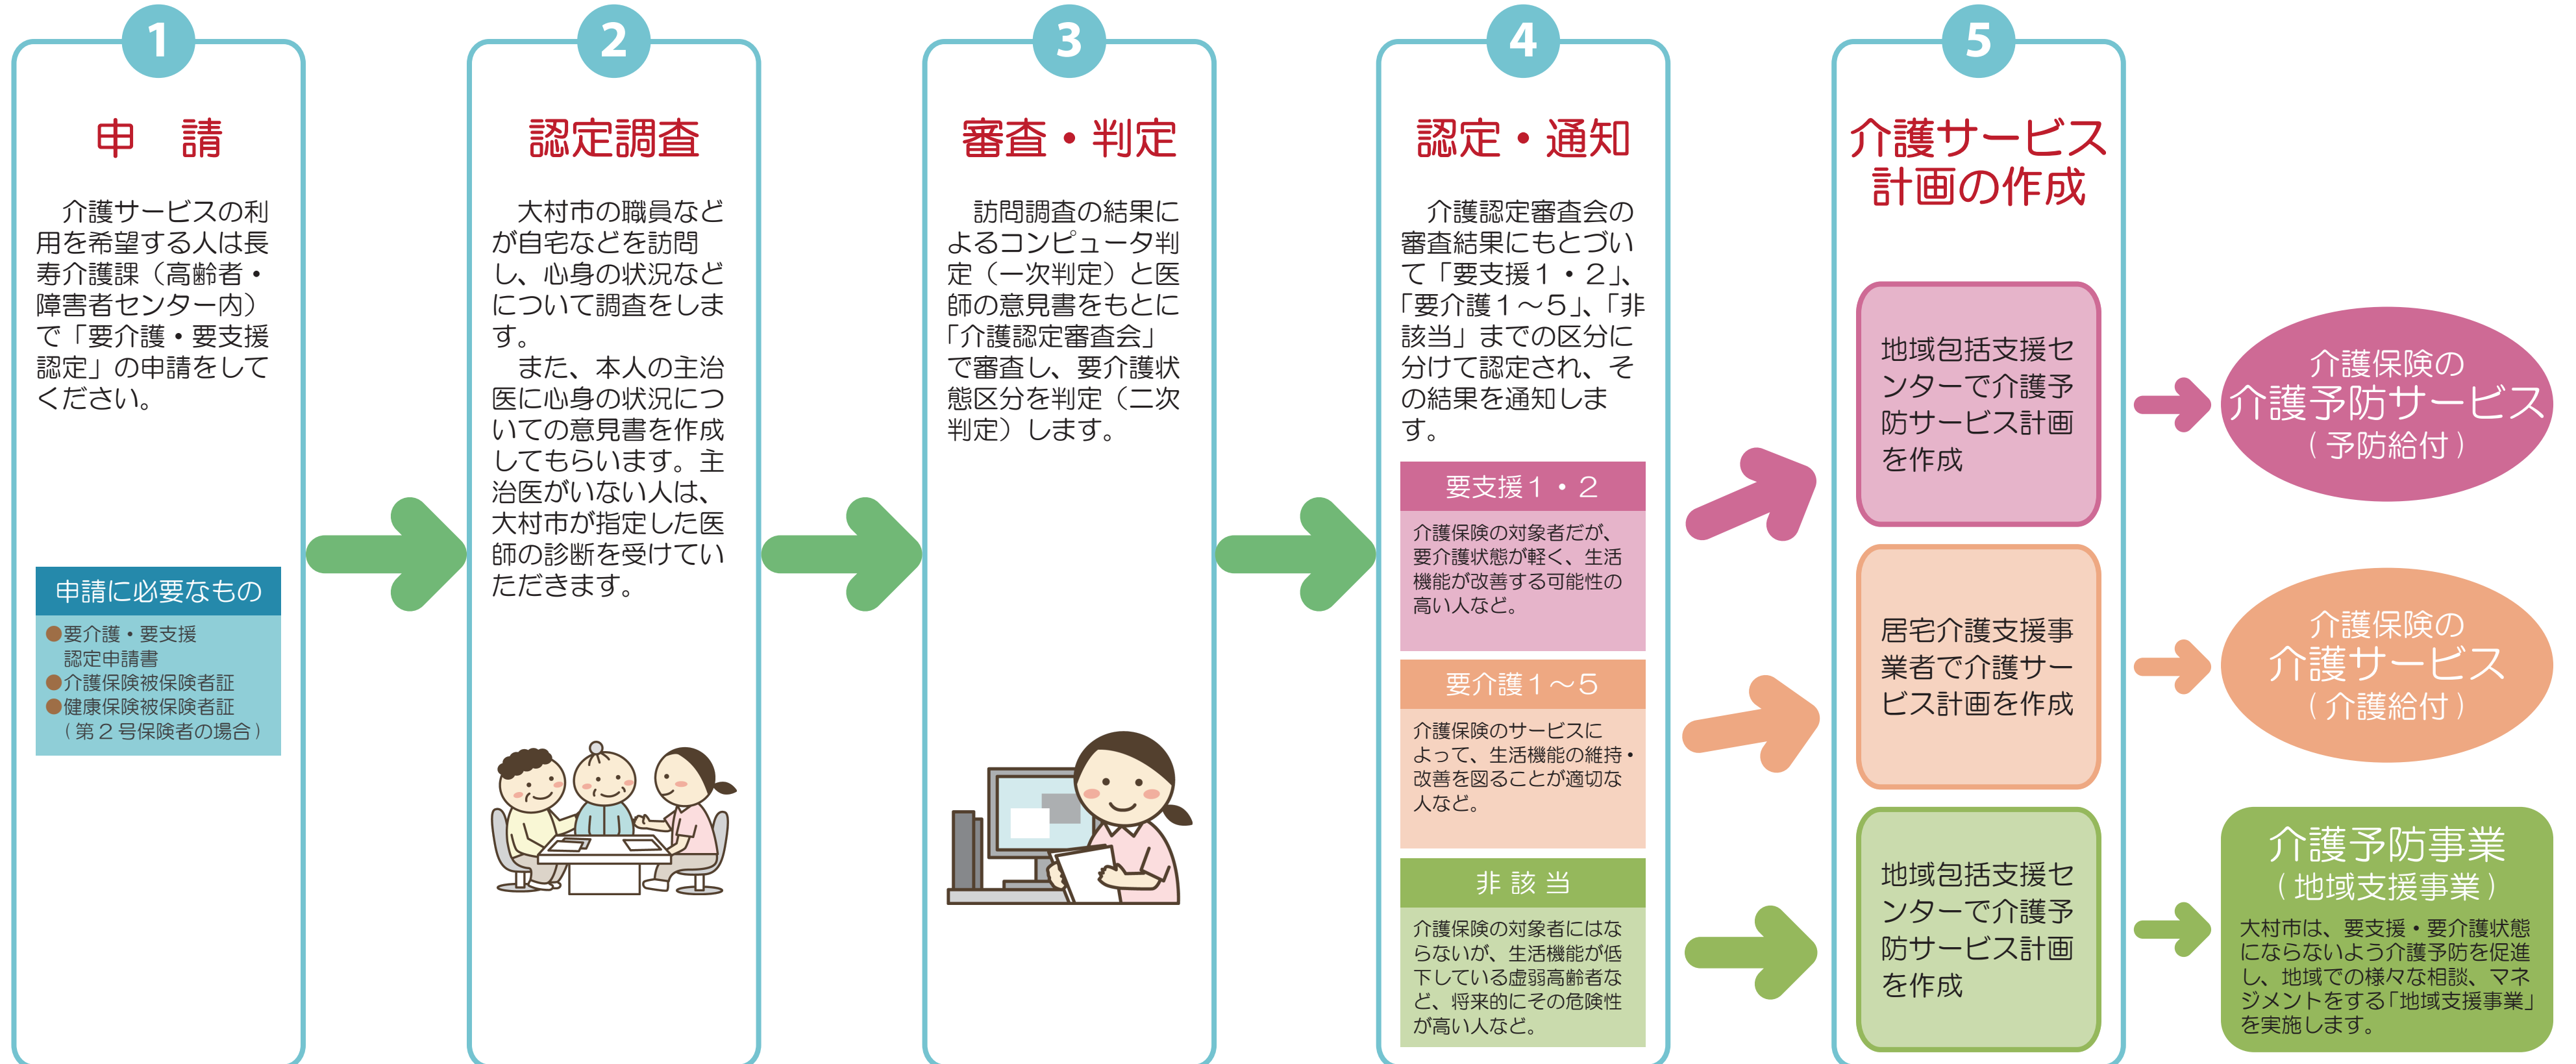 1
申　請
　介護サービスの利
用を希望する人は長
寿介護課（高齢者・
障害者センター内）
で「要介護・要支援
認定」の申請をして
ください。
申請に必要なもの
●要介護・要支援
認定申請書
●介護保険被保険者証
●健康保険被保険者証
（第２号保険者の場合）
2
認定調査
　大村市の職員など
が自宅などを訪問
し、心身の状況など
について調査をしま
す。
　また、本人の主治
医に心身の状況につ
いての意見書を作成
してもらいます。主
治医がいない人は、
大村市が指定した医
師の診断を受けてい
ただきます。
3
審査・判定
　訪問調査の結果に
よるコンピュータ判
定（一次判定）と医
師の意見書をもとに
「介護認定審査会」
で審査し、要介護状
態区分を判定（二次
判定）します。
4
認定・通知
　介護認定審査会の
審査結果にもとづい
て「要支援１・２」、
「要介護１～５」、「非
該当」までの区分に
分けて認定され、そ
の結果を通知しま
す。
要支援１・２
介護保険の対象者だが、
要介護状態が軽く、生活
機能が改善する可能性の
高い人など。
要介護１～５
介護保険のサービスに
よって、生活機能の維持・
改善を図ることが適切な
人など。
非 該 当
介護保険の対象者にはな
らないが、生活機能が低
下している虚弱高齢者な
ど、将来的にその危険性
が高い人など。
5
介護サービス
計画の作成
地域包括支援セ
ンターで介護予
防サービス計画
を作成
居宅介護支援事
業者で介護サー
ビス計画を作成
地域包括支援セ
ンターで介護予
防サービス計画
を作成
介護保険の
介護予防サービス
（予防給付）
介護保険の
介護サービス
（介護給付）
介護予防事業
（地域支援事業）
大村市は、要支援・要介護状態
にならないよう介護予防を促進
し、地域での様々な相談、マネ
ジメントをする「地域支援事業」
を実施します。